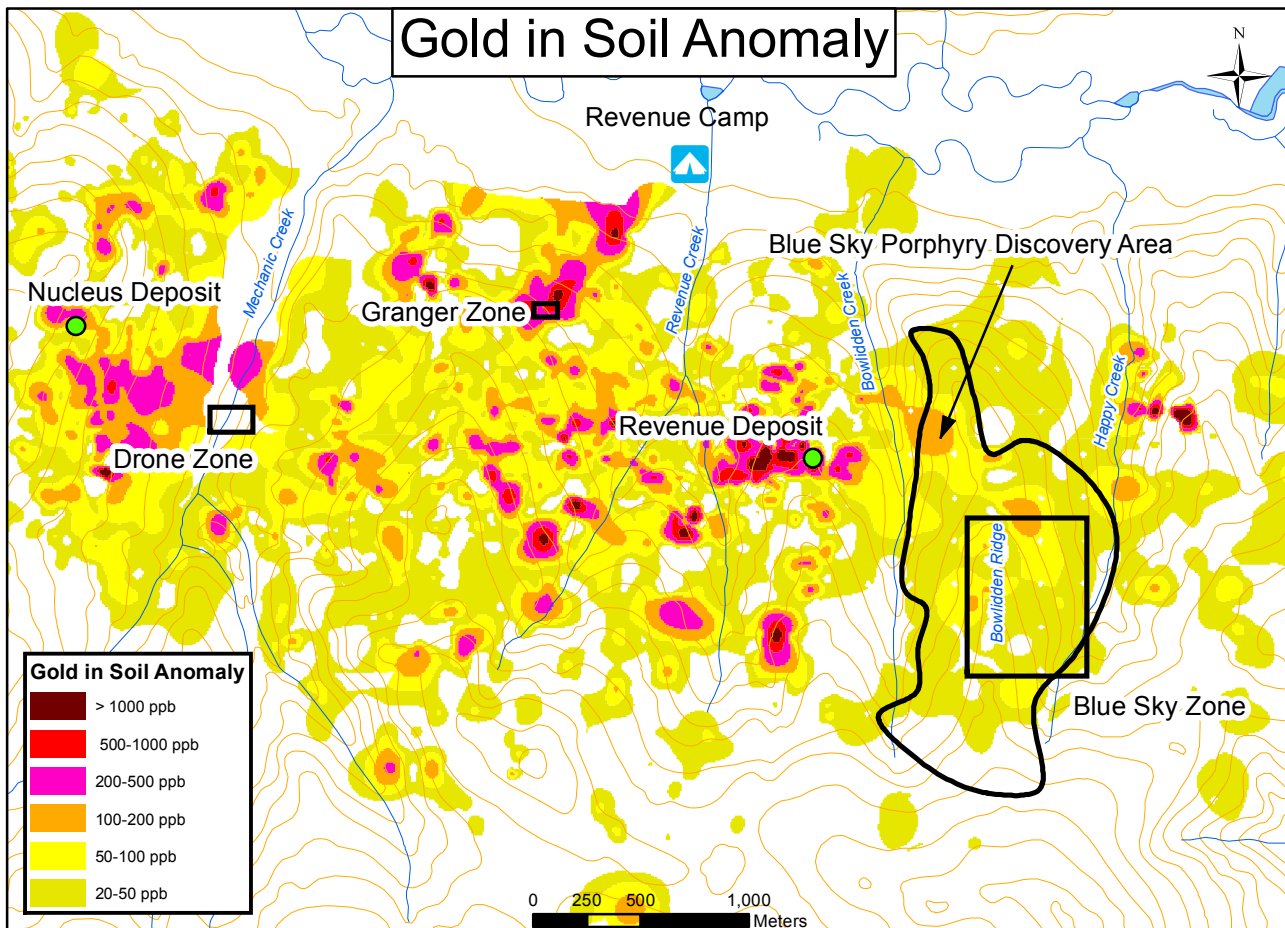 Gold in Soil Anomaly
N
Revenue Camp
Mechanic Creek
Revenue Creek
Blue Sky Porphyry Discovery Area
Nucleus Deposit
Granger Zone
Bowlidden Creek
Happy Creek
Revenue Deposit
Drone Zone
Bowlidden Ridge
Blue Sky Zone
Gold in Soil Anomaly
> 1000 ppb
500-1000 ppb
200-500 ppb
100-200 ppb
50-100 ppb
20-50 ppb
0 250 500 1,000
Meters